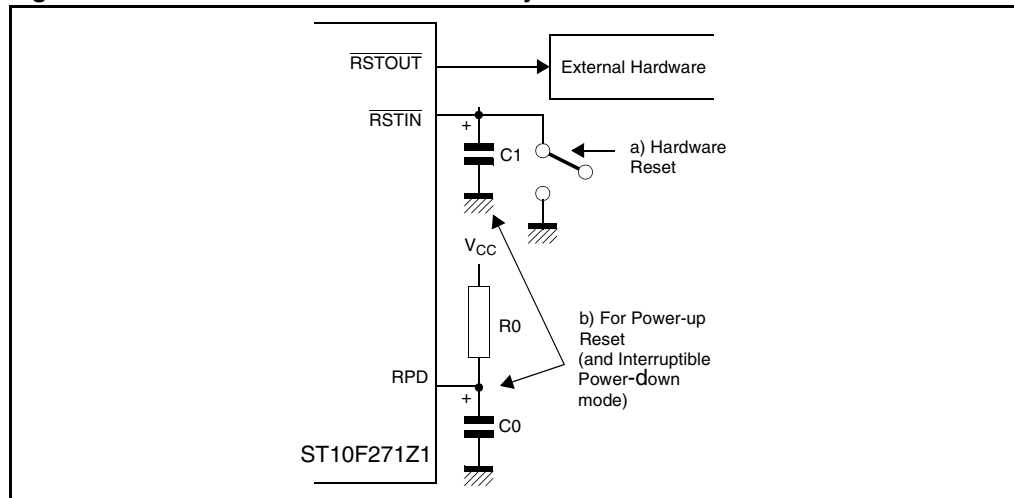 RSTOUT
External Hardware
RSTIN
+
C1
a) Hardware
Reset
VCC
R0
b) For Power-up
Reset
(and Interruptible
Power-down
mode)
RPD
+
C0
ST10F271Z1